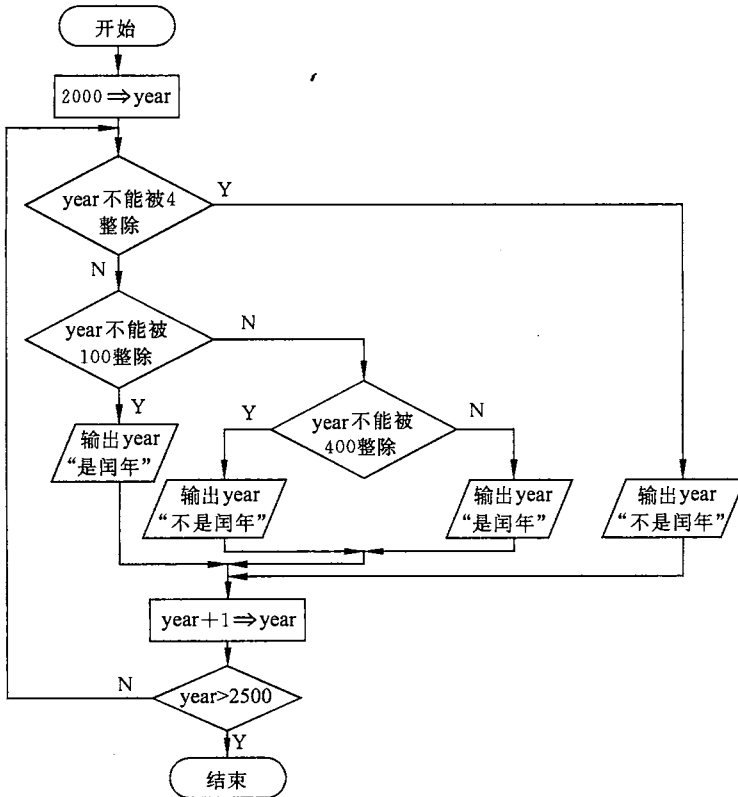 开始
2000⇒year
year不能被4
整除
Y
N
year不能被
100整除
N
Y
year不能被
400整除
Y
N
输出year
“是闰年”
输出year
“不是闰年”
输出year
“是闰年”
输出year
“不是闰年”
year+1⇒year
year>2500
N
Y
结束